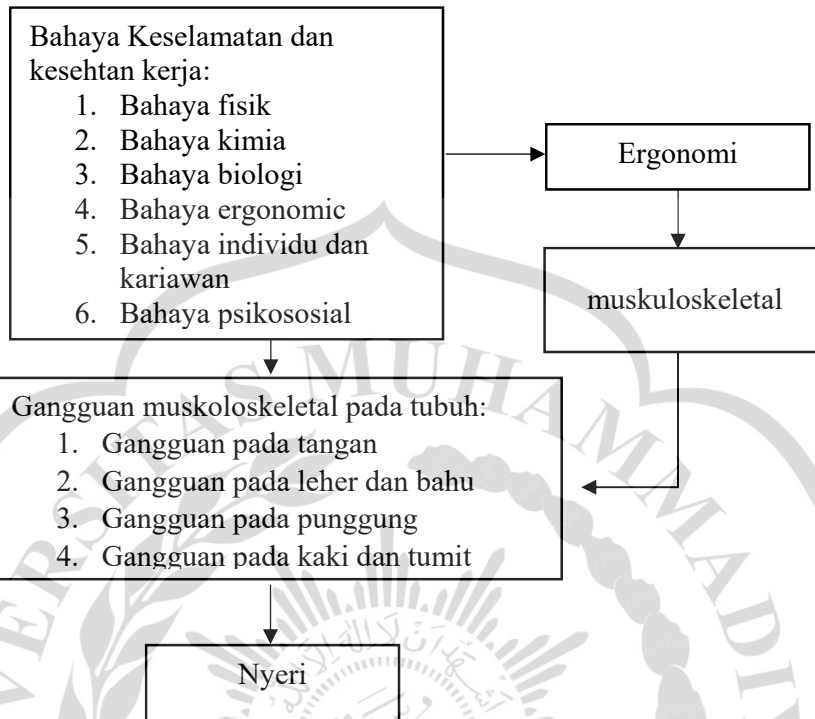 Bahaya Keselamatan dan
kesehtan kerja:
1. Bahaya fisik
2. Bahaya kimia
3. Bahaya biologi
4. Bahaya ergonomic
5. Bahaya individu dan
kariawan
6. Bahaya psikososial
Ergonomi
muskuloskeletal
Gangguan muskoloskeletal pada tubuh:
1. Gangguan pada tangan
2. Gangguan pada leher dan bahu
3. Gangguan pada punggung
4. Gangguan pada kaki dan tumit
Nyeri
VERSITAS MUHAMMADIY